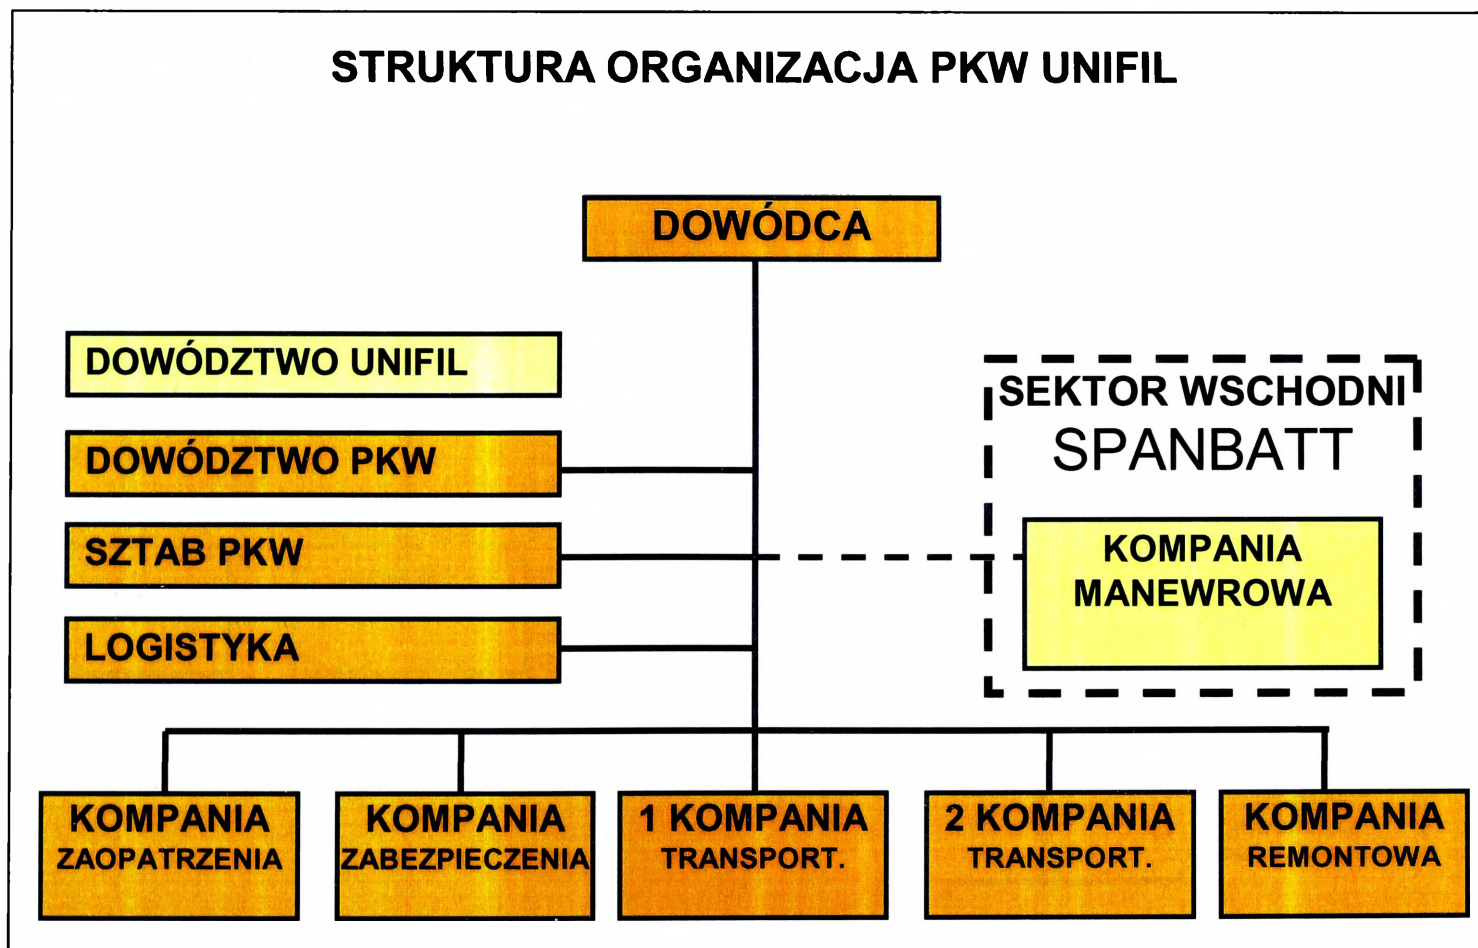 STRUKTURA ORGANIZACJA PKW UNIFIL
DOWÓDCA
DOWÓDZTWO UNIFIL
DOWÓDZTWO PKW
SZTAB PKW
LOGISTYKA
SEKTOR WSCHODNI
SPANBATT
KOMPANIA
MANEWROWA
KOMPANIA
ZAOPATRZENIA
KOMPANIA
ZABEZPIECZENIA
1 KOMPANIA
TRANSPORT.
2 KOMPANIA
TRANSPORT.
KOMPANIA
REMONTOWA